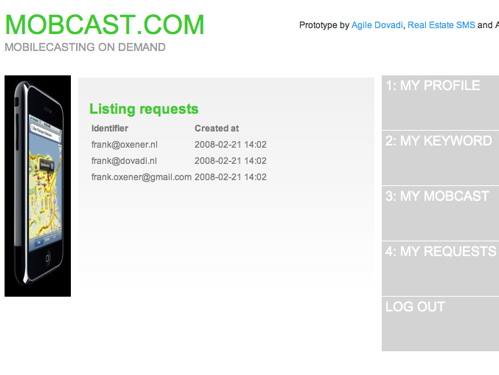 MOBCAST.COM
MOBILECASTING ON DEMAND
Prototype by Agile Dovadi, Real Estate SMS and A
Listing requests
Identifier Created at
frank@oxener.nl 2008-02-21 14:02
frank@dovadi.nl 2008-02-21 14:02
frank.oxener@gmail.com 2008-02-21 14:02
1: MY PROFILE
2: MY KEYWORD
3: MY MOBCAST
4: MY REQUESTS
LOG OUT